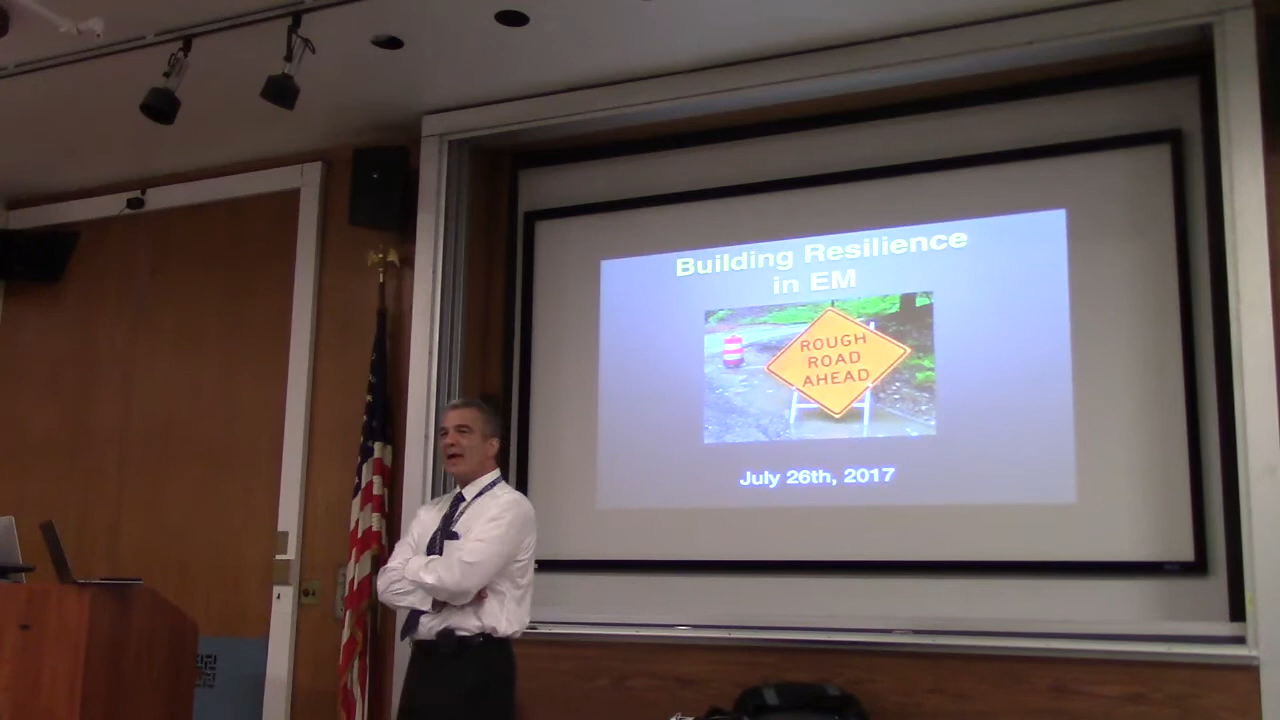 Building Resilience
in EM
ROUGH
ROAD
AHEAD
July 26th, 2017